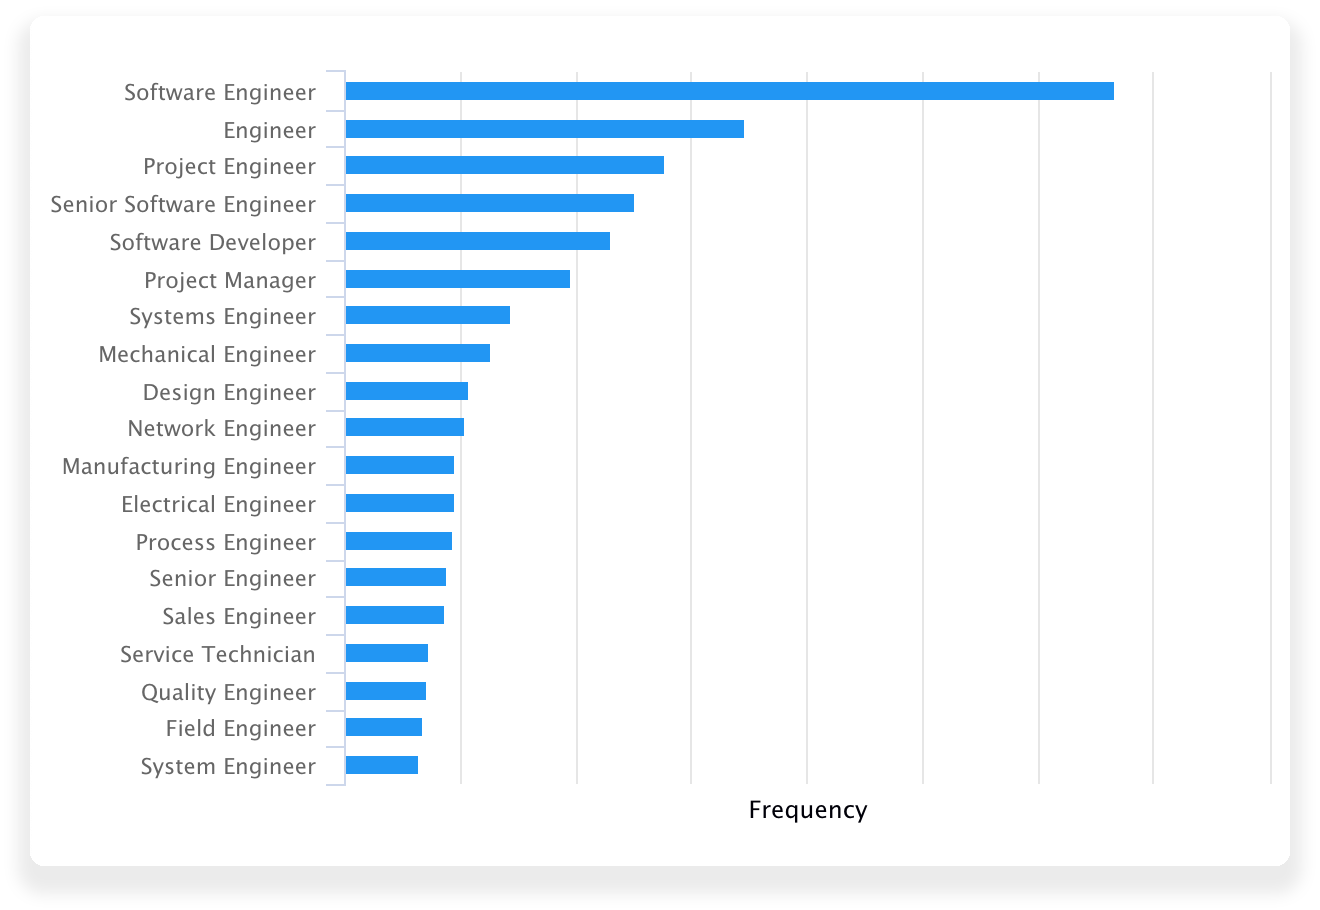 Software Engineer
Engineer
Project Engineer
Senior Software Engineer
Software Developer
Project Manager
Systems Engineer
Mechanical Engineer
Design Engineer
Network Engineer
Manufacturing Engineer
Electrical Engineer
Process Engineer
Senior Engineer
Sales Engineer
Service Technician
Quality Engineer
Field Engineer
System Engineer
Frequency